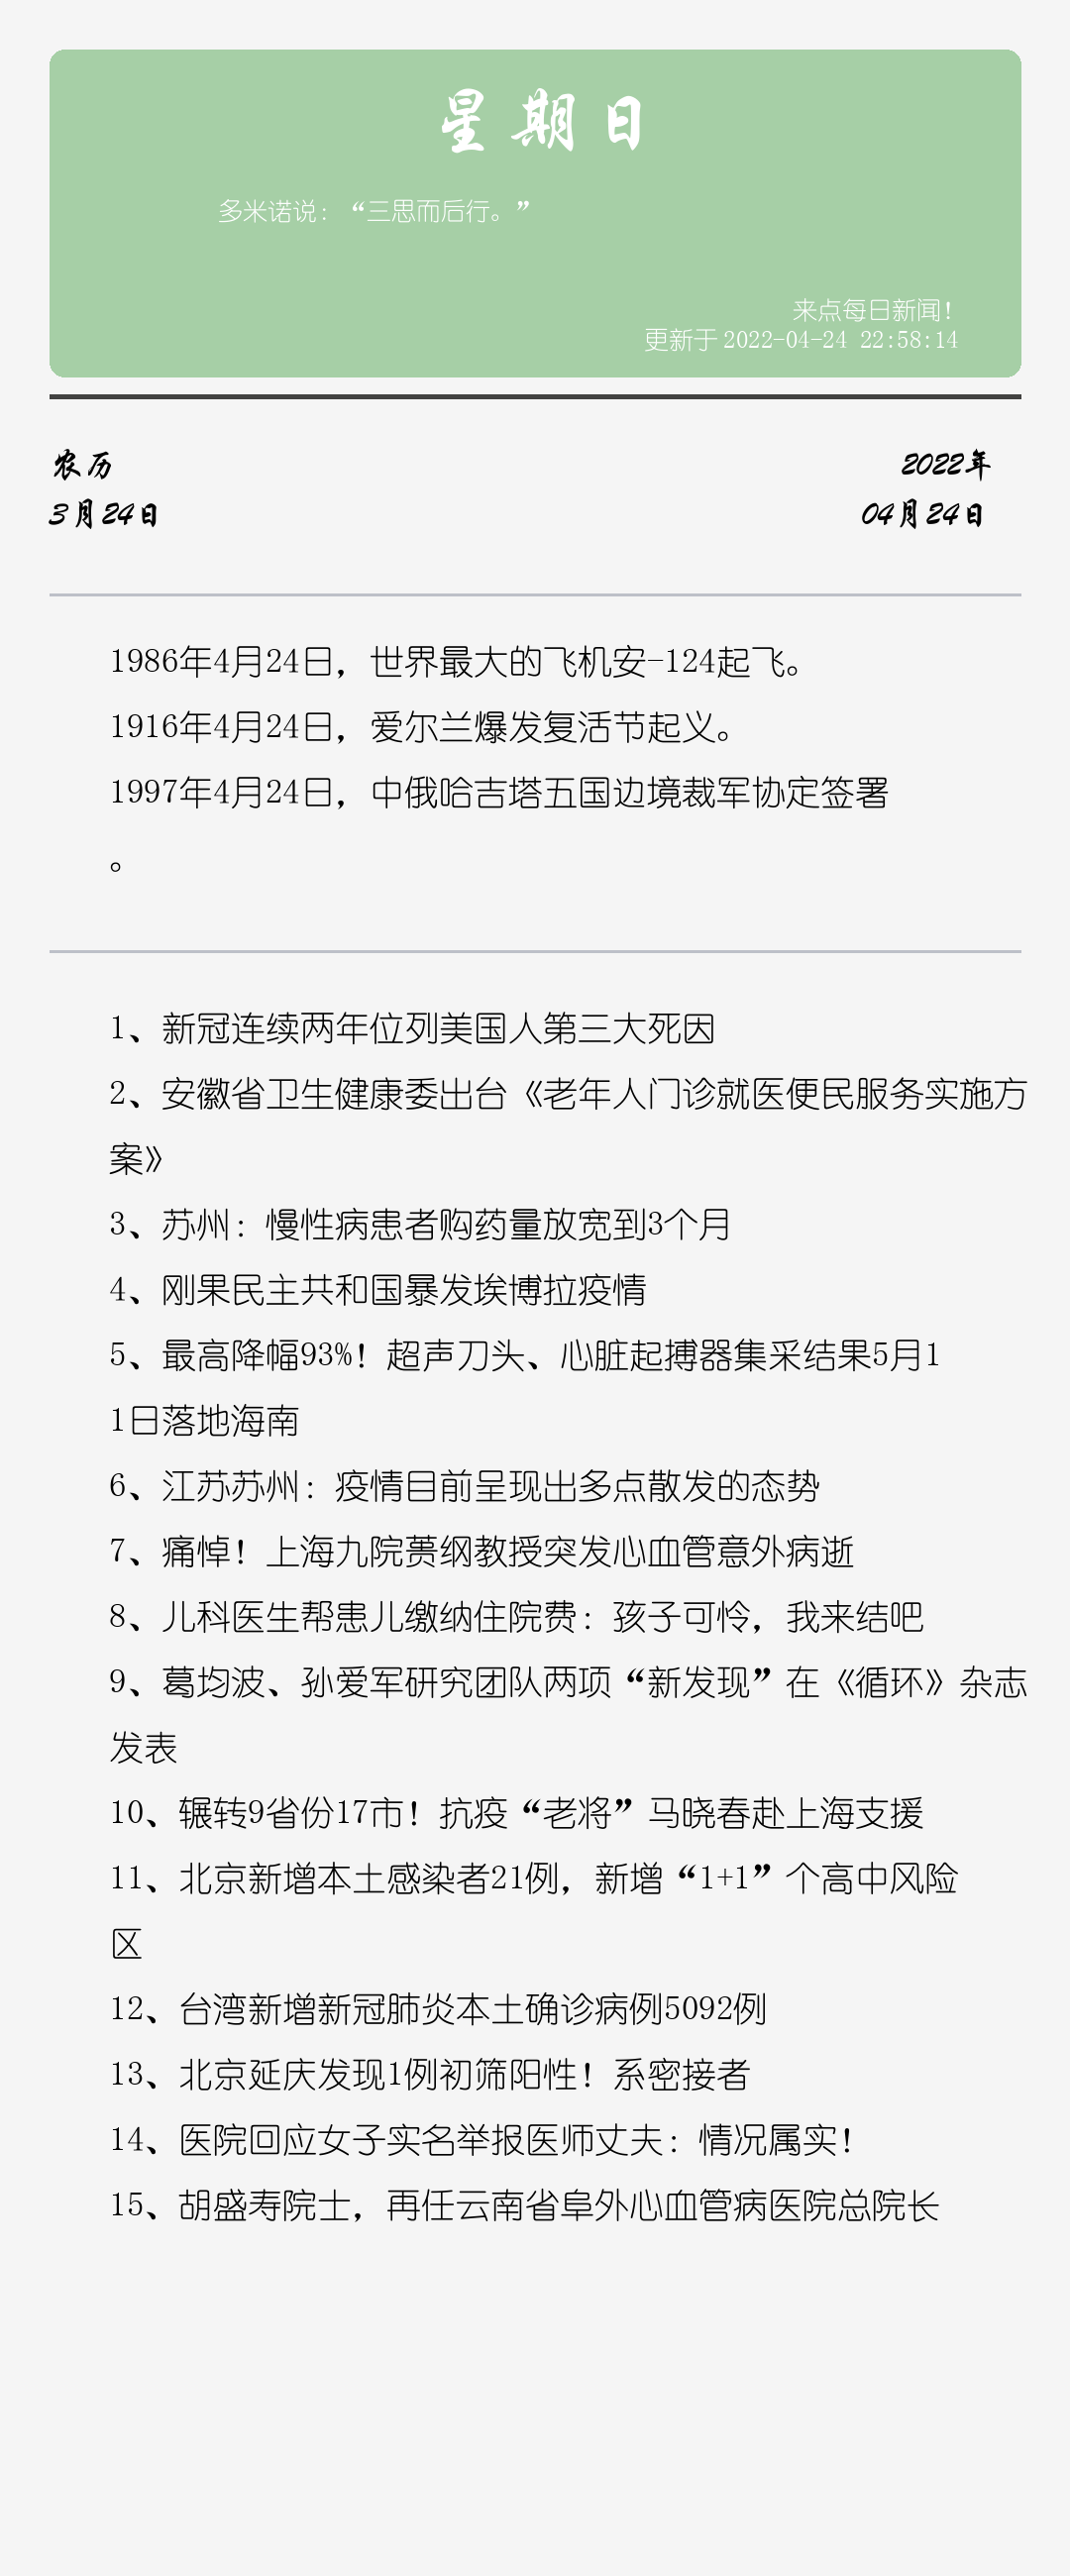 星期日
多米诺说：“三思而后行。”
来点每日新闻！
更新于 2022-04-24 22:58:14
农历
2022年
3月24日
04月24日
1986年4月24日，世界最大的飞机安-124起飞。
1916年4月24日，爱尔兰爆发复活节起义。
1997年4月24日，中俄哈吉塔五国边境裁军协定签署
。
1、新冠连续两年位列美国人第三大死因
2、安徽省卫生健康委出台《老年人门诊就医便民服务实施方
案》
3、苏州：慢性病患者购药量放宽到3个月
4、刚果民主共和国暴发埃博拉疫情
5、最高降幅93%！超声刀头、心脏起搏器集采结果5月1
1日落地海南
6、江苏苏州：疫情目前呈现出多点散发的态势
7、痛悼！上海九院蒉纲教授突发心血管意外病逝
8、儿科医生帮患儿缴纳住院费：孩子可怜，我来结吧
9、葛均波、孙爱军研究团队两项“新发现”在《循环》杂志
发表
10、辗转9省份17市！抗疫“老将”马晓春赴上海支援
11、北京新增本土感染者21例，新增“1+1”个高中风险
区
12、台湾新增新冠肺炎本土确诊病例5092例
13、北京延庆发现1例初筛阳性！系密接者
14、医院回应女子实名举报医师丈夫：情况属实！
15、胡盛寿院士，再任云南省阜外心血管病医院总院长